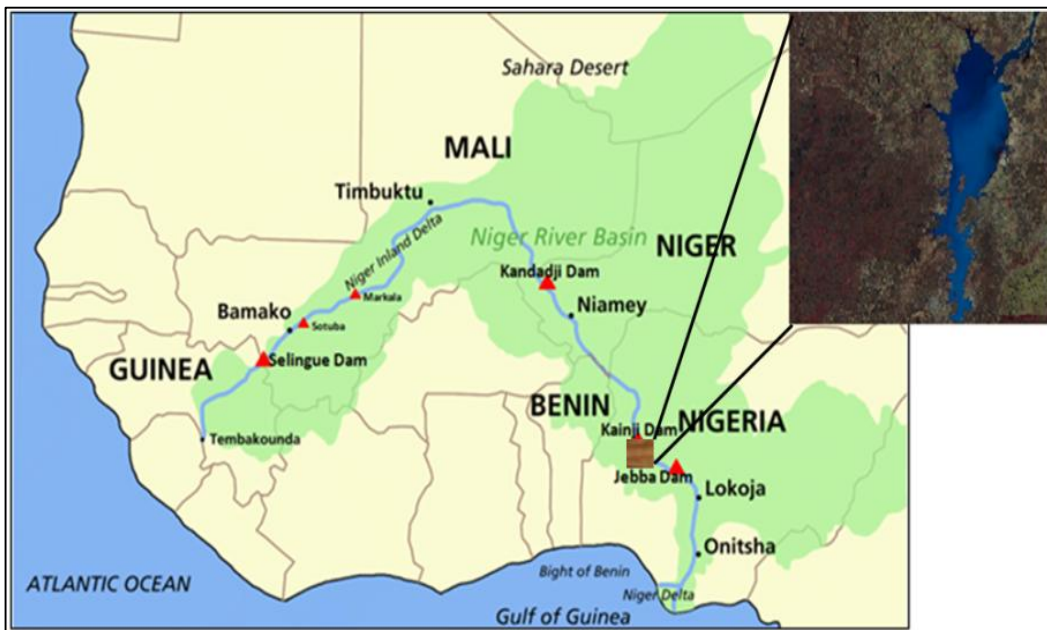 Sahara Desert
MALI
Timbuktu
Niger Inland Delta
Niger River Basin
NIGER
Kandadji Dam
Markala
Niamey
Bamako
Sotuba
Selingue Dam
GUINEA
BENIN
NIGERIA
Kainji Dam
Tembakounda
Jebba Dam
Lokoja
Onitsha
ATLANTIC OCEAN
Bight of Benin
Niger Delta
Gulf of Guinea